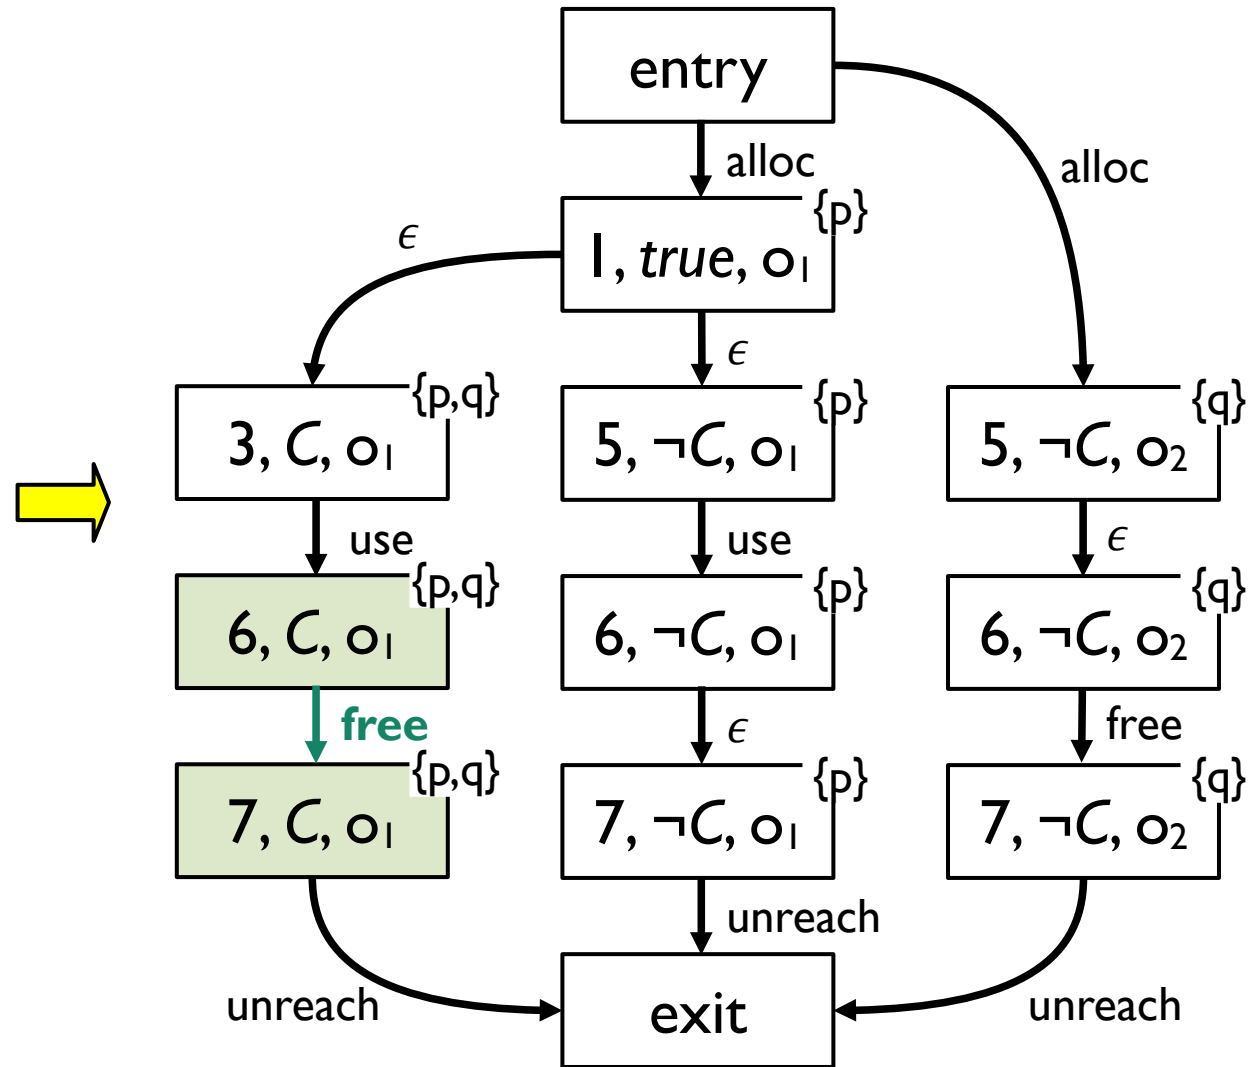 entry
alloc
alloc
{p}
1, true, o₁
ϵ
ϵ
{p,q}
3, C, o₁
{p}
5, ¬C, o₁
{q}
5, ¬C, o₂
use
use
ϵ
{p,q}
6, C, o₁
{p}
6, ¬C, o₁
{q}
6, ¬C, o₂
free
ϵ
free
{p,q}
7, C, o₁
{p}
7, ¬C, o₁
{q}
7, ¬C, o₂
unreach
unreach
unreach
exit